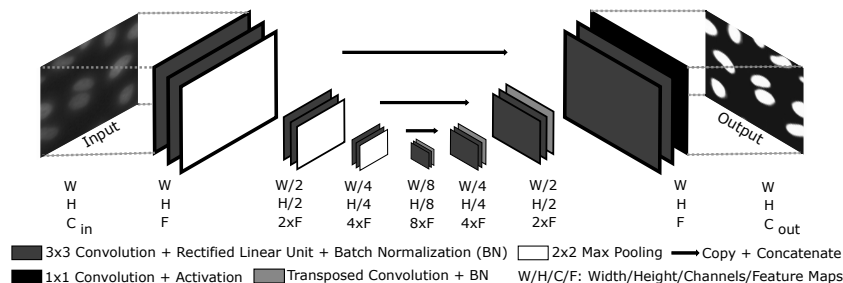 Input
Output
W W W/2 W/4 W/8 W/4 W/2 W W
H H H/2 H/4 H/8 H/4 H/2 H H
C in F 2xF 4xF 8xF 4xF 2xF F C out
3x3 Convolution + Rectified Linear Unit + Batch Normalization (BN) 2x2 Max Pooling Copy + Concatenate
1x1 Convolution + Activation Transposed Convolution + BN W/H/C/F: Width/Height/Channels/Feature Maps